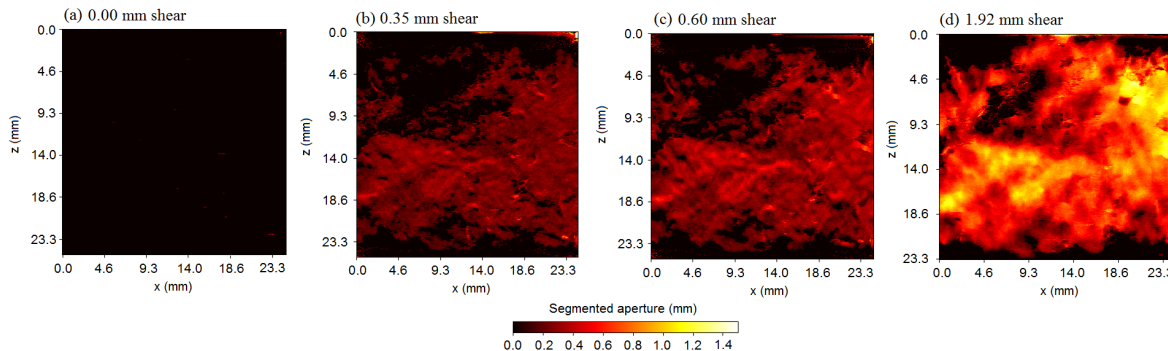 (a) 0.00 mm shear
(b) 0.35 mm shear
(c) 0.60 mm shear
(d) 1.92 mm shear
0.0
4.6
9.3
14.0
18.6
23.3
z (mm)
0.0 4.6 9.3 14.0 18.6 23.3
x (mm)
0.0
4.6
9.3
14.0
18.6
23.3
z (mm)
0.0 4.6 9.3 14.0 18.6 23.3
x (mm)
0.0
4.6
9.3
14.0
18.6
23.3
z (mm)
0.0 4.6 9.3 14.0 18.6 23.3
x (mm)
0.0
4.6
9.3
14.0
18.6
23.3
z (mm)
0.0 4.6 9.3 14.0 18.6 23.3
x (mm)
Segmented aperture (mm)
0.0 0.2 0.4 0.6 0.8 1.0 1.2 1.4